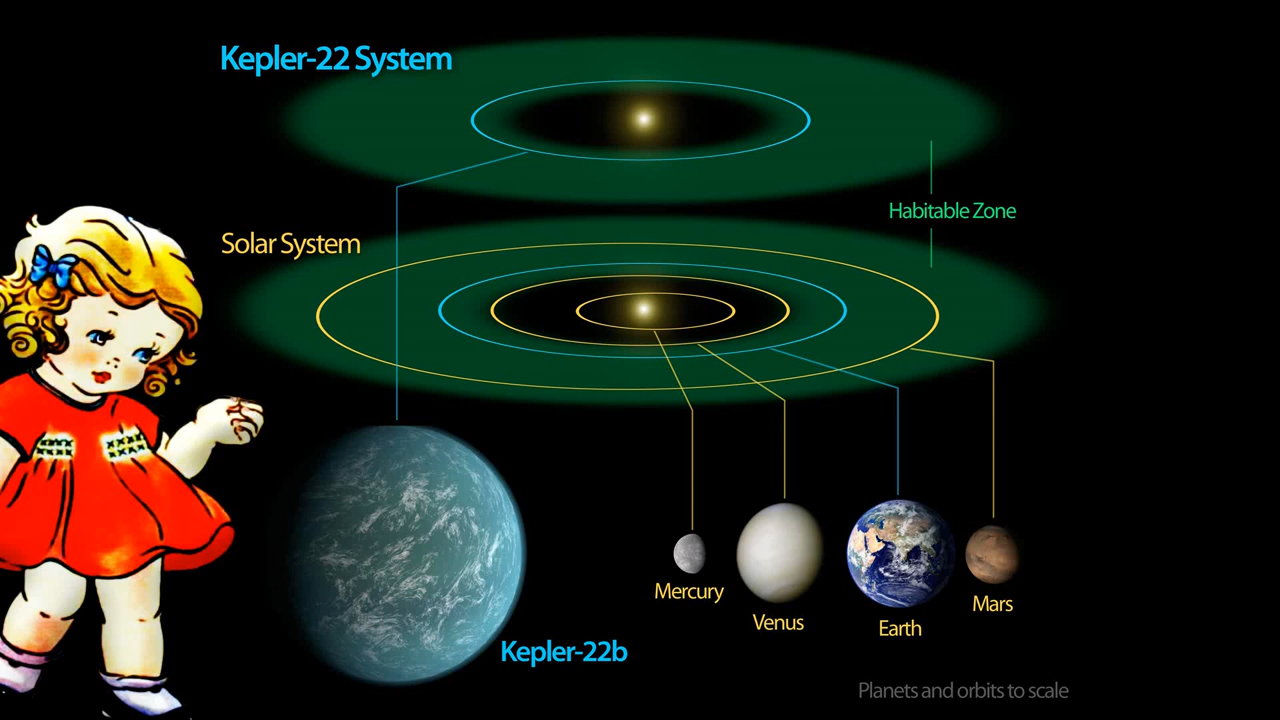 Kepler-22 System
Habitable Zone
Solar System
Mercury
Venus
Earth
Mars
Kepler-22b
Planets and orbits to scale